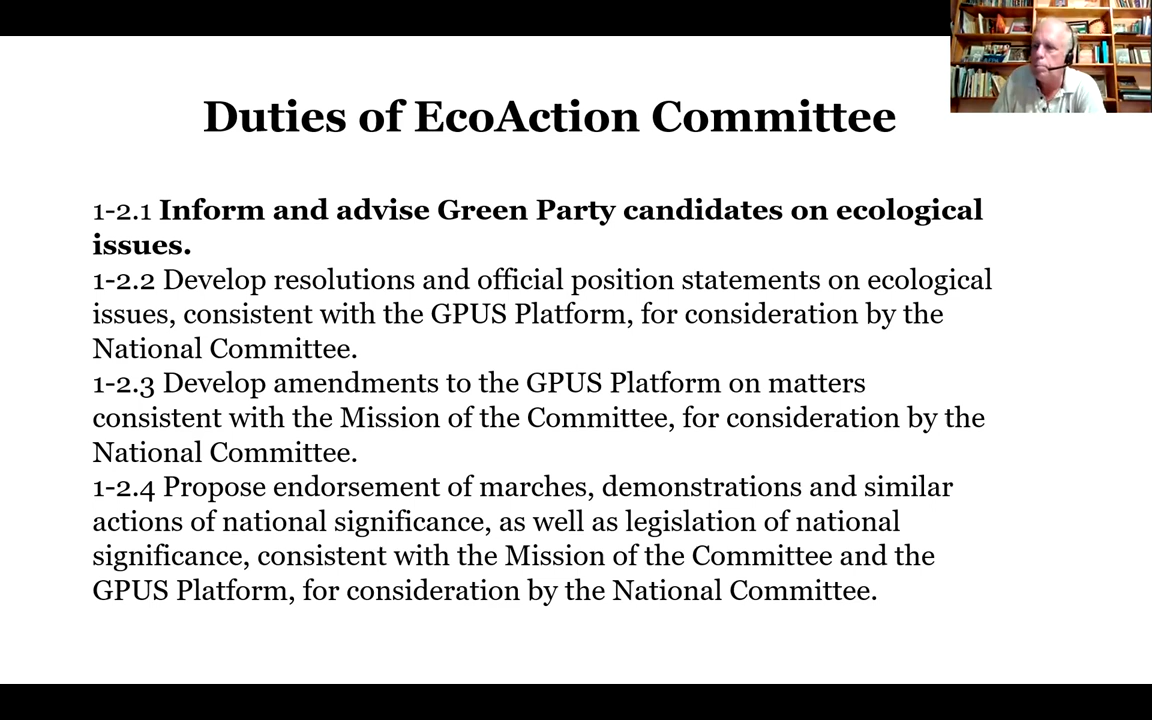 Duties of EcoAction Committee
1-2.1 Inform and advise Green Party candidates on ecological
issues.
1-2.2 Develop resolutions and official position statements on ecological
issues, consistent with the GPUS Platform, for consideration by the
National Committee.
1-2.3 Develop amendments to the GPUS Platform on matters
consistent with the Mission of the Committee, for consideration by the
National Committee.
1-2.4 Propose endorsement of marches, demonstrations and similar
actions of national significance, as well as legislation of national
significance, consistent with the Mission of the Committee and the
GPUS Platform, for consideration by the National Committee.